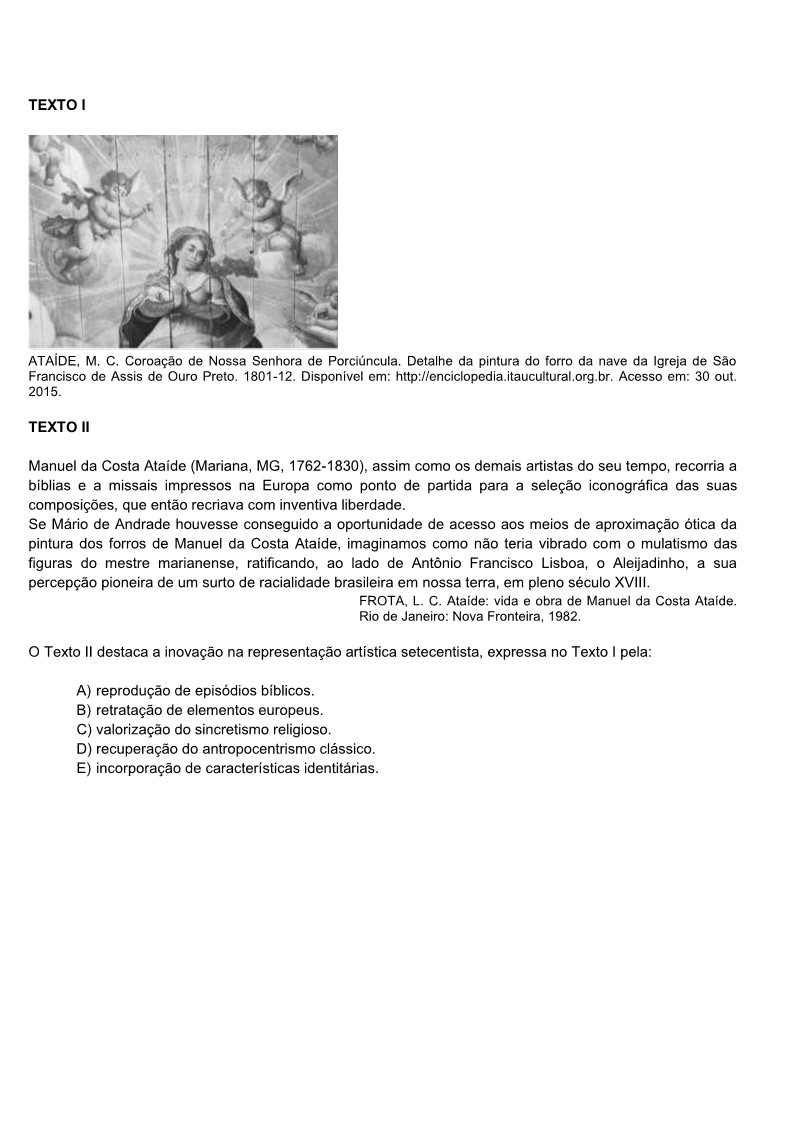 TEXTO I
ATAÍDE, M. C. Coroação de Nossa Senhora de Porciúncula. Detalhe da pintura do forro da nave da Igreja de São
Francisco de Assis de Ouro Preto. 1801-12. Disponível em: http://enciclopedia.itaucultural.org.br. Acesso em: 30 out.
2015.
TEXTO II
Manuel da Costa Ataíde (Mariana, MG, 1762-1830), assim como os demais artistas do seu tempo, recorria a
bíblias e a missais impressos na Europa como ponto de partida para a seleção iconográfica das suas
composições, que então recriava com inventiva liberdade.
Se Mário de Andrade houvesse conseguido a oportunidade de acesso aos meios de aproximação ótica da
pintura dos forros de Manuel da Costa Ataíde, imaginamos como não teria vibrado com o mulatismo das
figuras do mestre marianense, ratificando, ao lado de Antônio Francisco Lisboa, o Aleijadinho, a sua
percepção pioneira de um surto de racialidade brasileira em nossa terra, em pleno século XVIII.
FROTA, L. C. Ataíde: vida e obra de Manuel da Costa Ataíde.
Rio de Janeiro: Nova Fronteira, 1982.
O Texto II destaca a inovação na representação artística setecentista, expressa no Texto I pela:
A) reprodução de episódios bíblicos.
B) retratação de elementos europeus.
C) valorização do sincretismo religioso.
D) recuperação do antropocentrismo clássico.
E) incorporação de características identitárias.